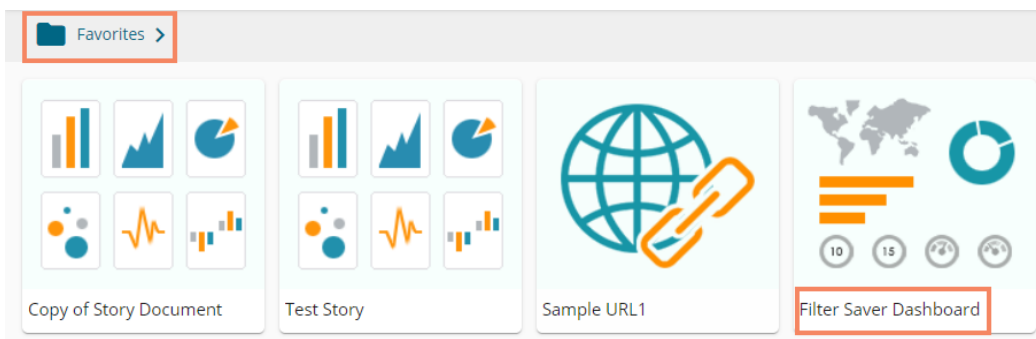 Favorites
10 15
Copy of Story Document
Test Story
Sample URL1
Filter Saver Dashboard